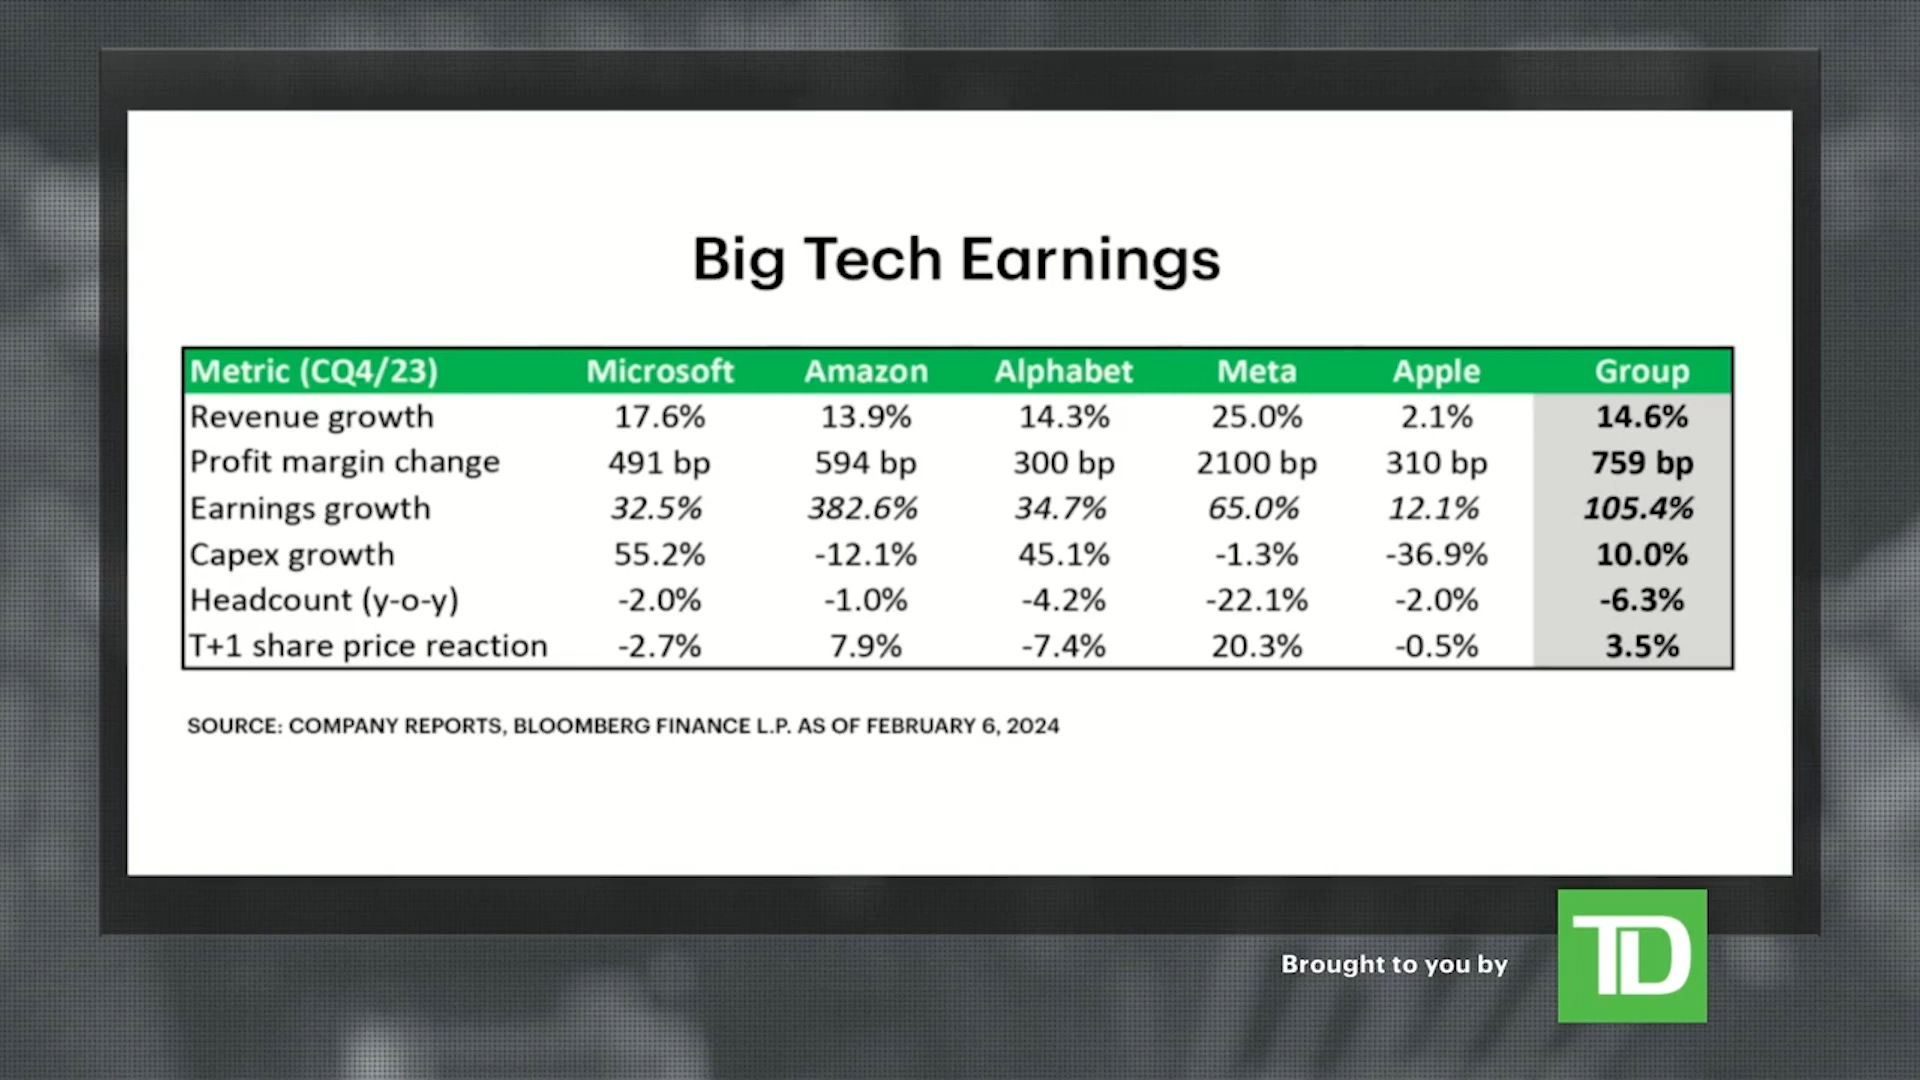 Big Tech Earnings
Metric (CQ4/23) Microsoft Amazon Alphabet Meta Apple Group
Revenue growth 17.6% 13.9% 14.3% 25.0% 2.1% 14.6%
Profit margin change 491 bp 594 bp 300 bp 2100 bp 310 bp 759 bp
Earnings growth 32.5% 382.6% 34.7% 65.0% 12.1% 105.4%
Capex growth 55.2% -12.1% 45.1% -1.3% -36.9% 10.0%
Headcount (y-o-y) -2.0% -1.0% -4.2% -22.1% -2.0% -6.3%
T+1 share price reaction -2.7% 7.9% -7.4% 20.3% -0.5% 3.5%
SOURCE: COMPANY REPORTS, BLOOMBERG FINANCE L.P. AS OF FEBRUARY 6, 2024
Brought to you by TD